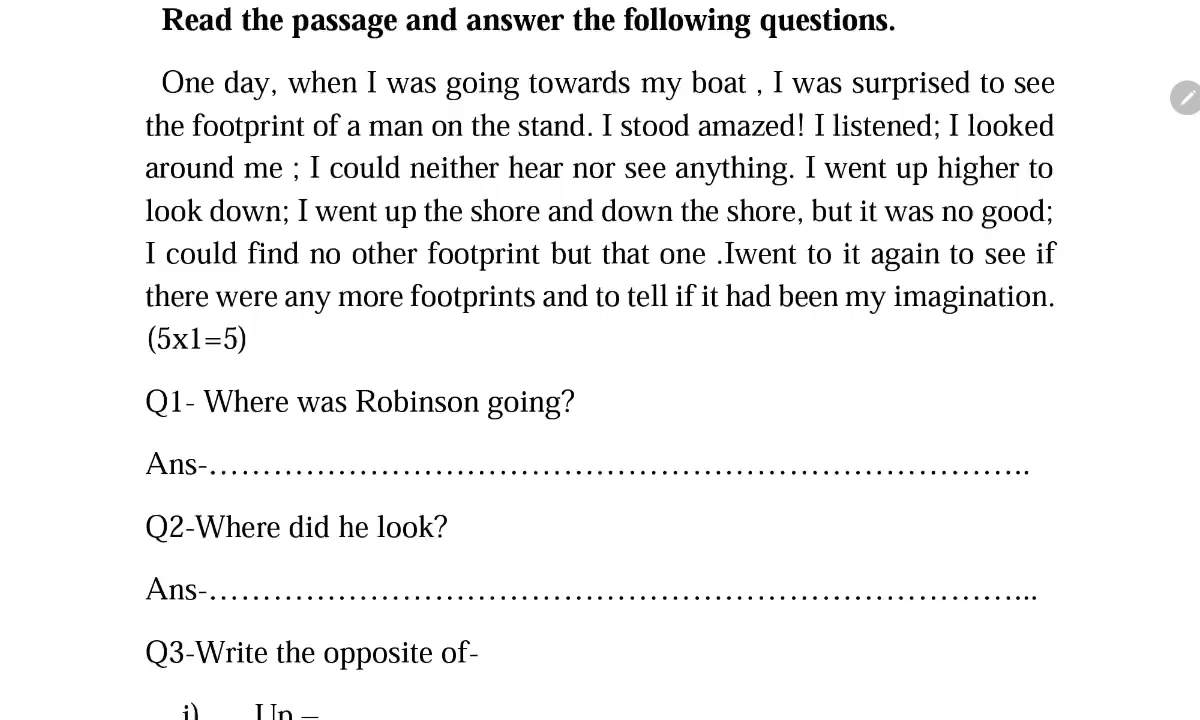 Read the passage and answer the following questions.
One day, when I was going towards my boat , I was surprised to see
the footprint of a man on the stand. I stood amazed! I listened; I looked
around me ; I could neither hear nor see anything. I went up higher to
look down; I went up the shore and down the shore, but it was no good;
I could find no other footprint but that one .Iwent to it again to see if
there were any more footprints and to tell if it had been my imagination.
(5x1=5)
Q1- Where was Robinson going?
Ans-…………………………………………………………………….
Q2-Where did he look?
Ans-……………………………………………………………………...
Q3-Write the opposite of-
i) Up –